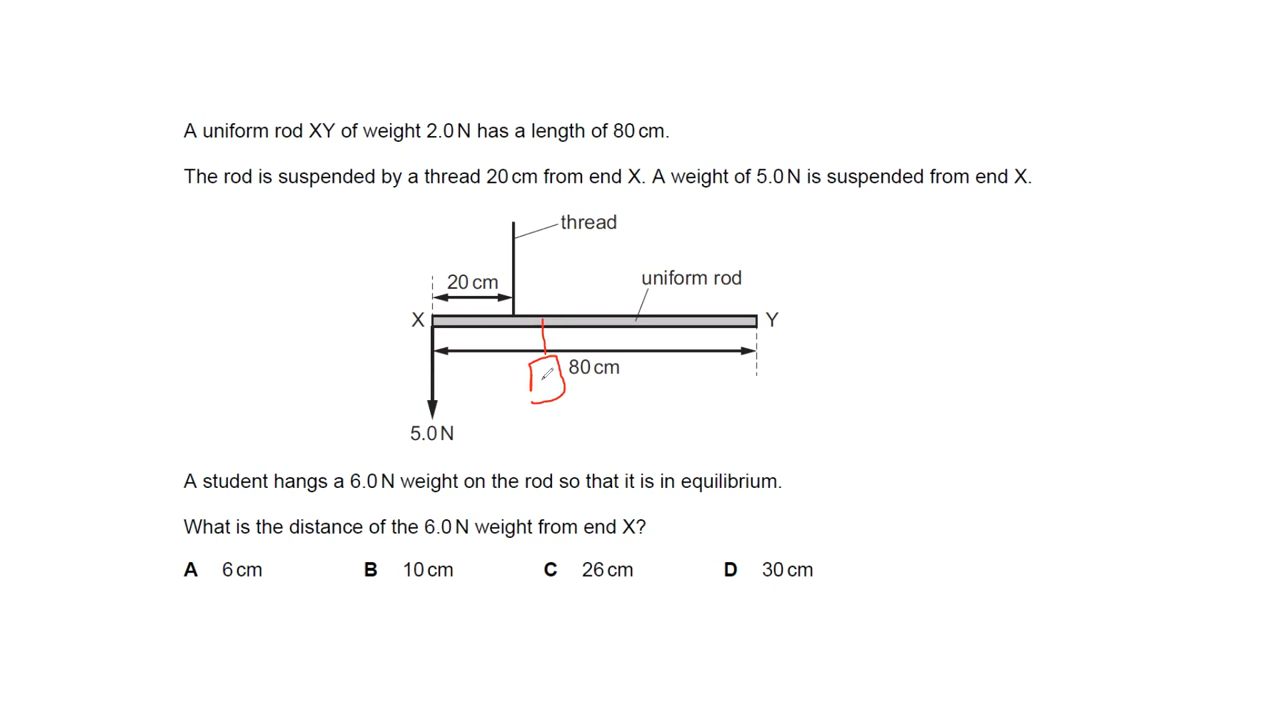 A uniform rod XY of weight 2.0 N has a length of 80 cm.
The rod is suspended by a thread 20 cm from end X. A weight of 5.0 N is suspended from end X.
thread
20 cm
uniform rod
X
Y
80 cm
5.0 N
A student hangs a 6.0 N weight on the rod so that it is in equilibrium.
What is the distance of the 6.0 N weight from end X?
A 6 cm B 10 cm C 26 cm D 30 cm